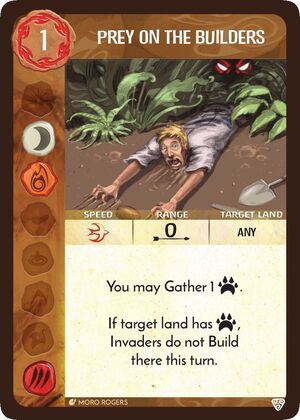 1
PREY ON THE BUILDERS
SPEED RANGE TARGET LAND
0 ANY
You may Gather 1 .
If target land has ,
Invaders do not Build
there this turn.
MORO ROGERS